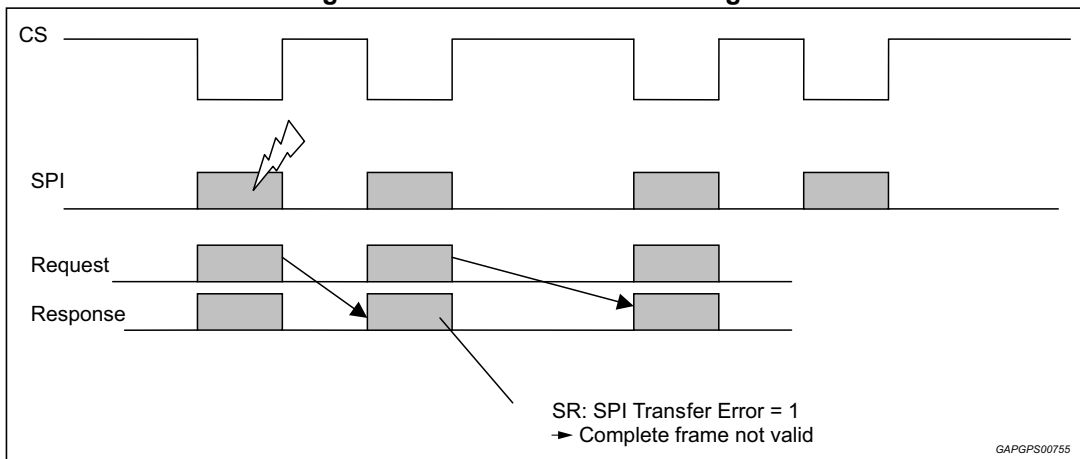 CS
SPI
Request
Response
SR: SPI Transfer Error = 1
→ Complete frame not valid
GAPGPS00755